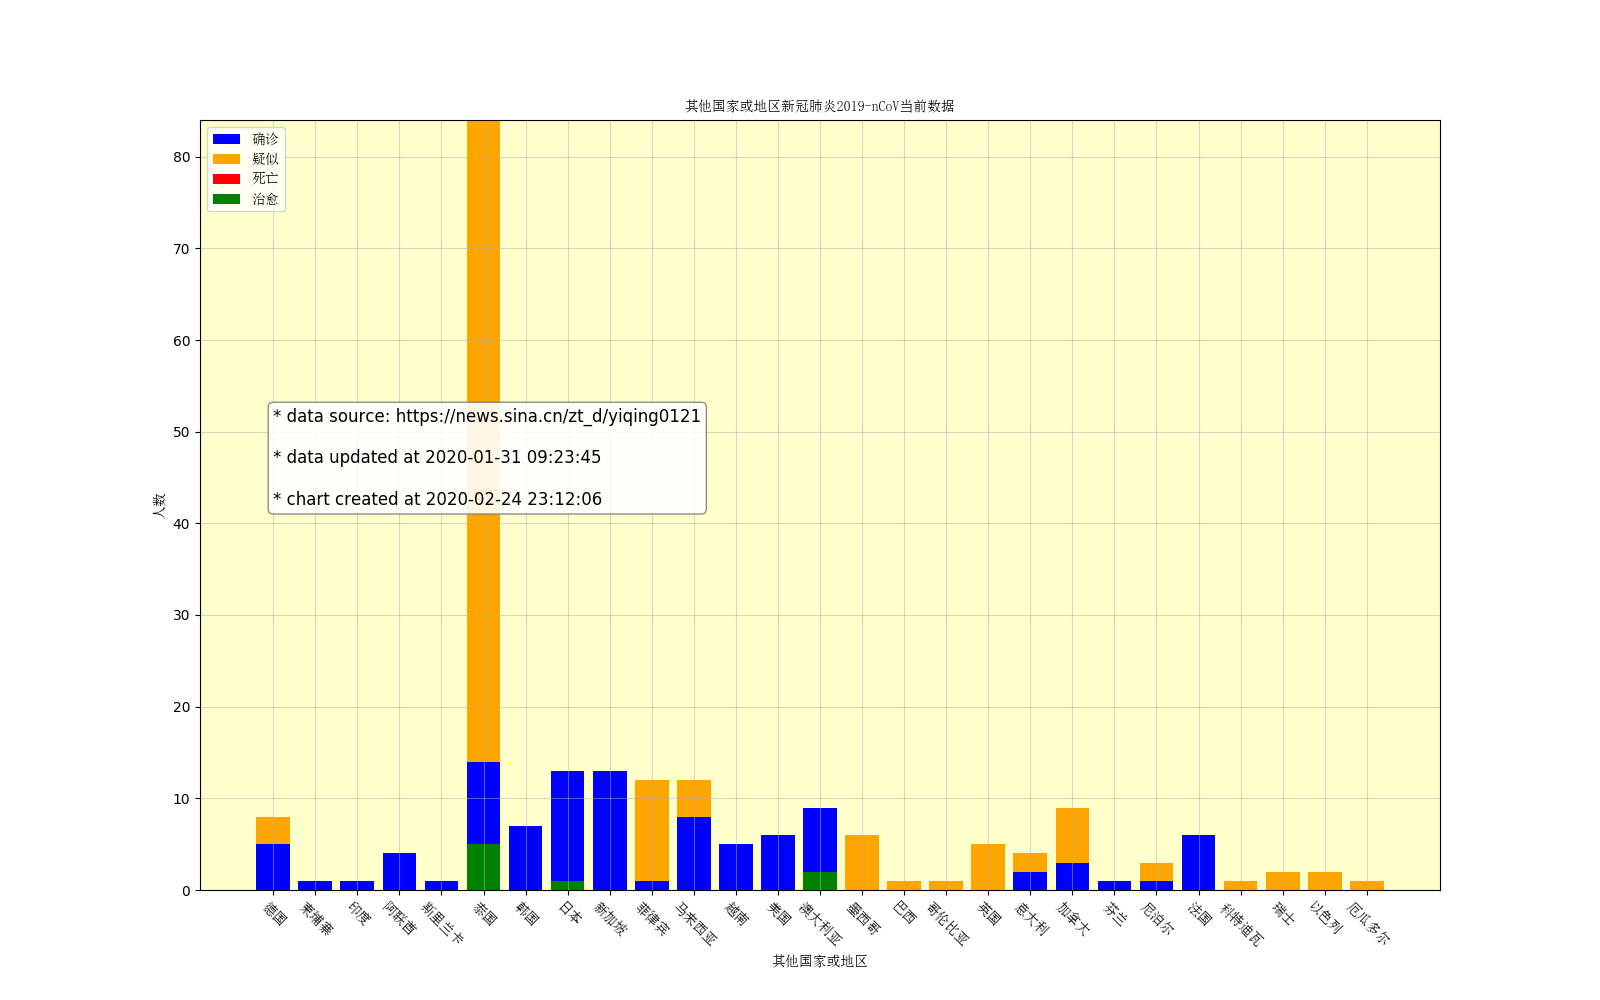 其他国家或地区新冠肺炎2019-nCoV当前数据
确诊
疑似
死亡
治愈
80
70
60
50
40
30
20
10
0
人数
* data source: https://news.sina.cn/zt_d/yiqing0121
* data updated at 2020-01-31 09:23:45
* chart created at 2020-02-24 23:12:06
德国
柬埔寨
印度
阿联酋
斯里兰卡
泰国
韩国
日本
新加坡
菲律宾
马来西亚
越南
美国
澳大利亚
墨西哥
巴西
哥伦比亚
英国
意大利
加拿大
芬兰
尼泊尔
法国
科特迪瓦
瑞士
以色列
厄瓜多尔
其他国家或地区